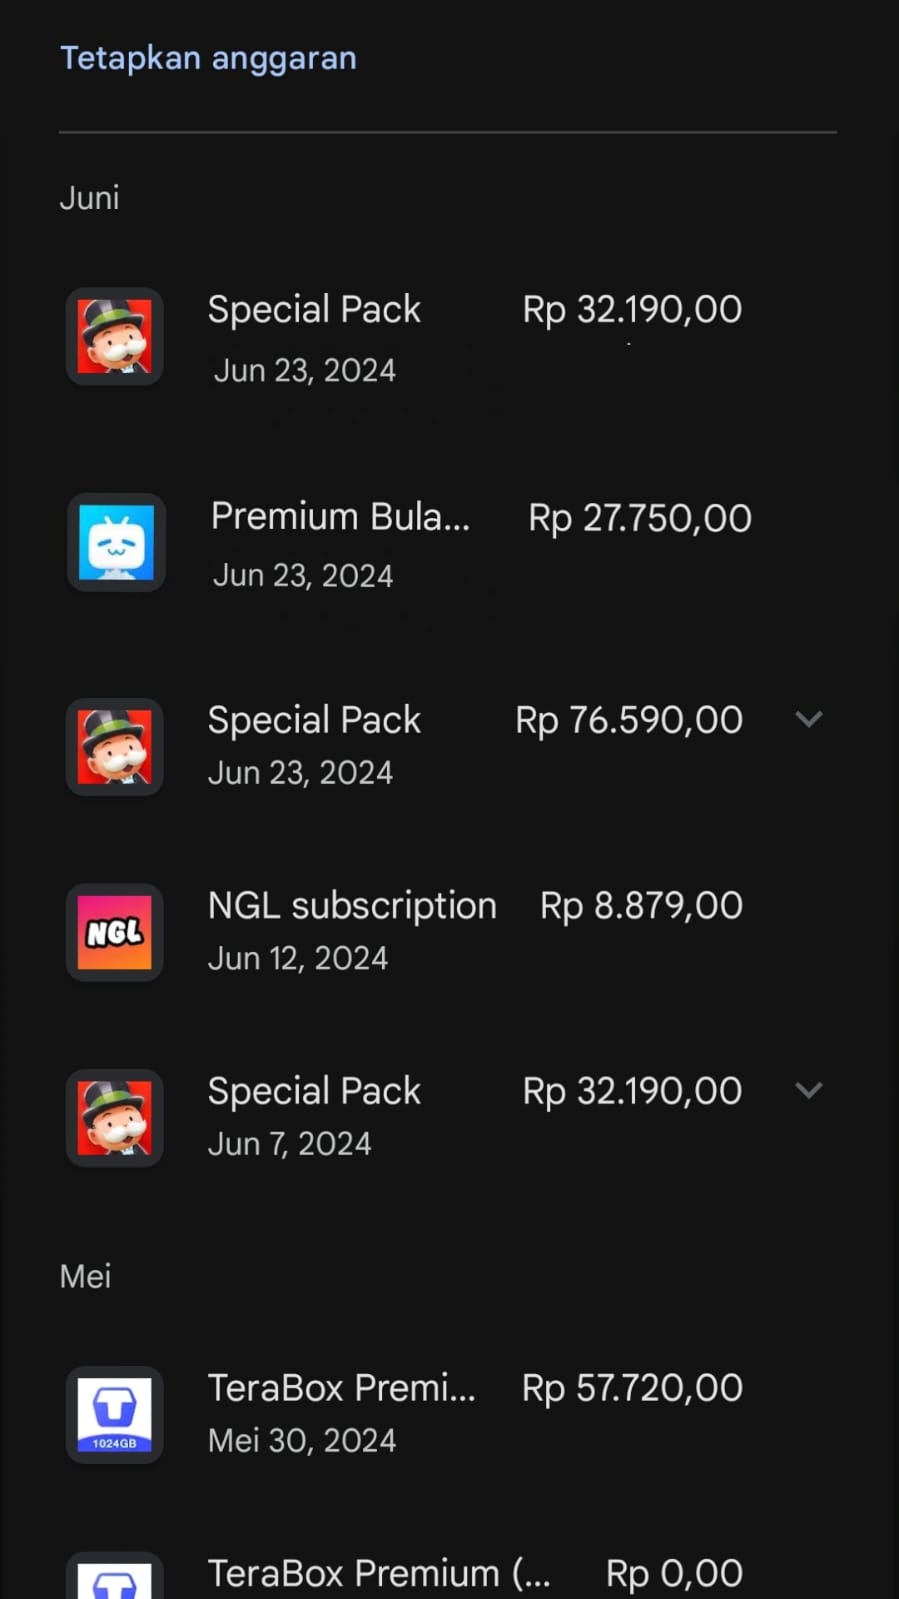 Tetapkan anggaran
Juni
Special Pack Rp 32.190,00
Jun 23, 2024
Premium Bula... Rp 27.750,00
Jun 23, 2024
Special Pack Rp 76.590,00
Jun 23, 2024
NGL
NGL subscription Rp 8.879,00
Jun 12, 2024
Special Pack Rp 32.190,00
Jun 7, 2024
Mei
TeraBox Premi... Rp 57.720,00
1024GB
Mei 30, 2024
TeraBox Premium (... Rp 0,00